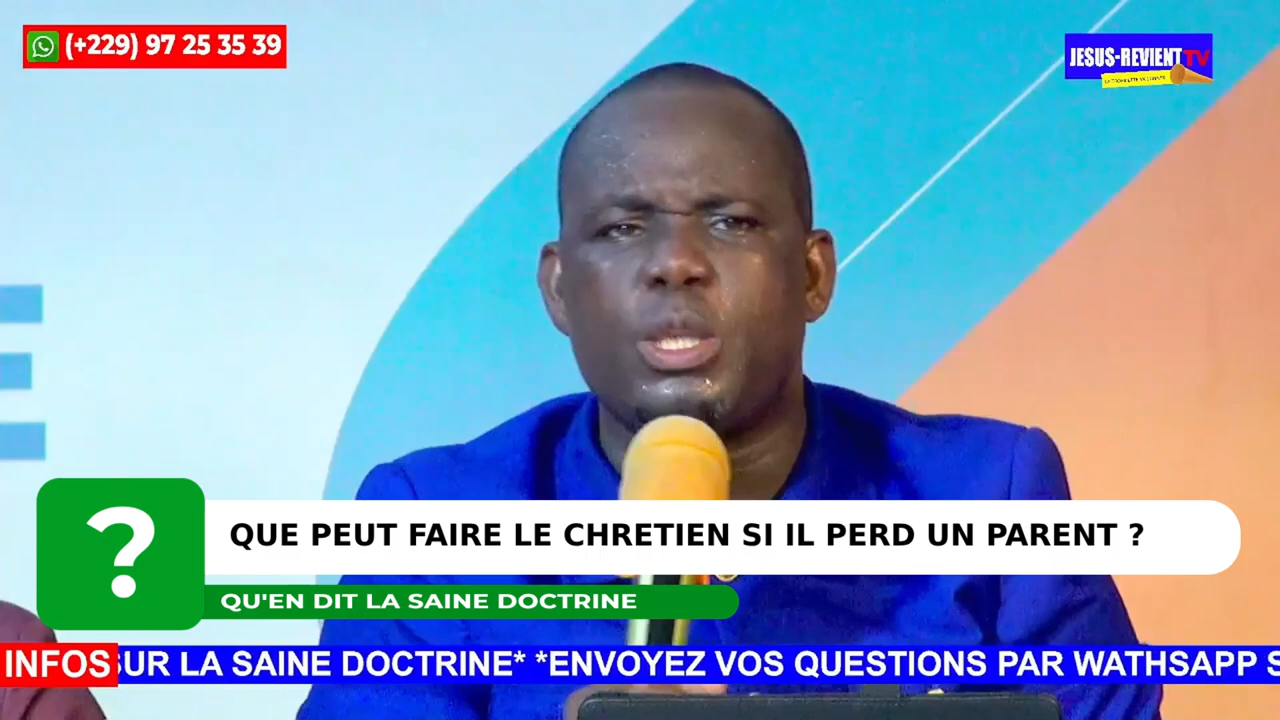 (+229) 97 25 35 39
JESUS-REVIENT TV
E
?
QUE PEUT FAIRE LE CHRETIEN SI IL PERD UN PARENT ?
QU'EN DIT LA SAINE DOCTRINE
INFOS SUR LA SAINE DOCTRINE* *ENVOYEZ VOS QUESTIONS PAR WATHSAPP S